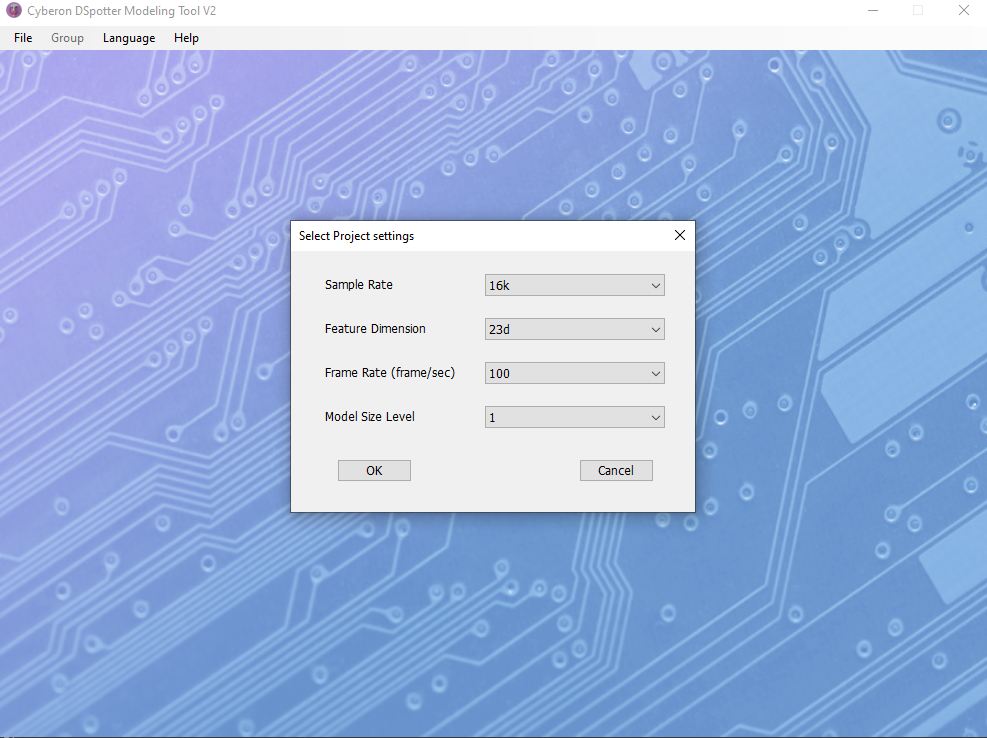 Cyberon DSpotter Modeling Tool V2
File Group Language Help
Select Project settings
Sample Rate 16k
Feature Dimension 23d
Frame Rate (frame/sec) 100
Model Size Level 1
OK Cancel